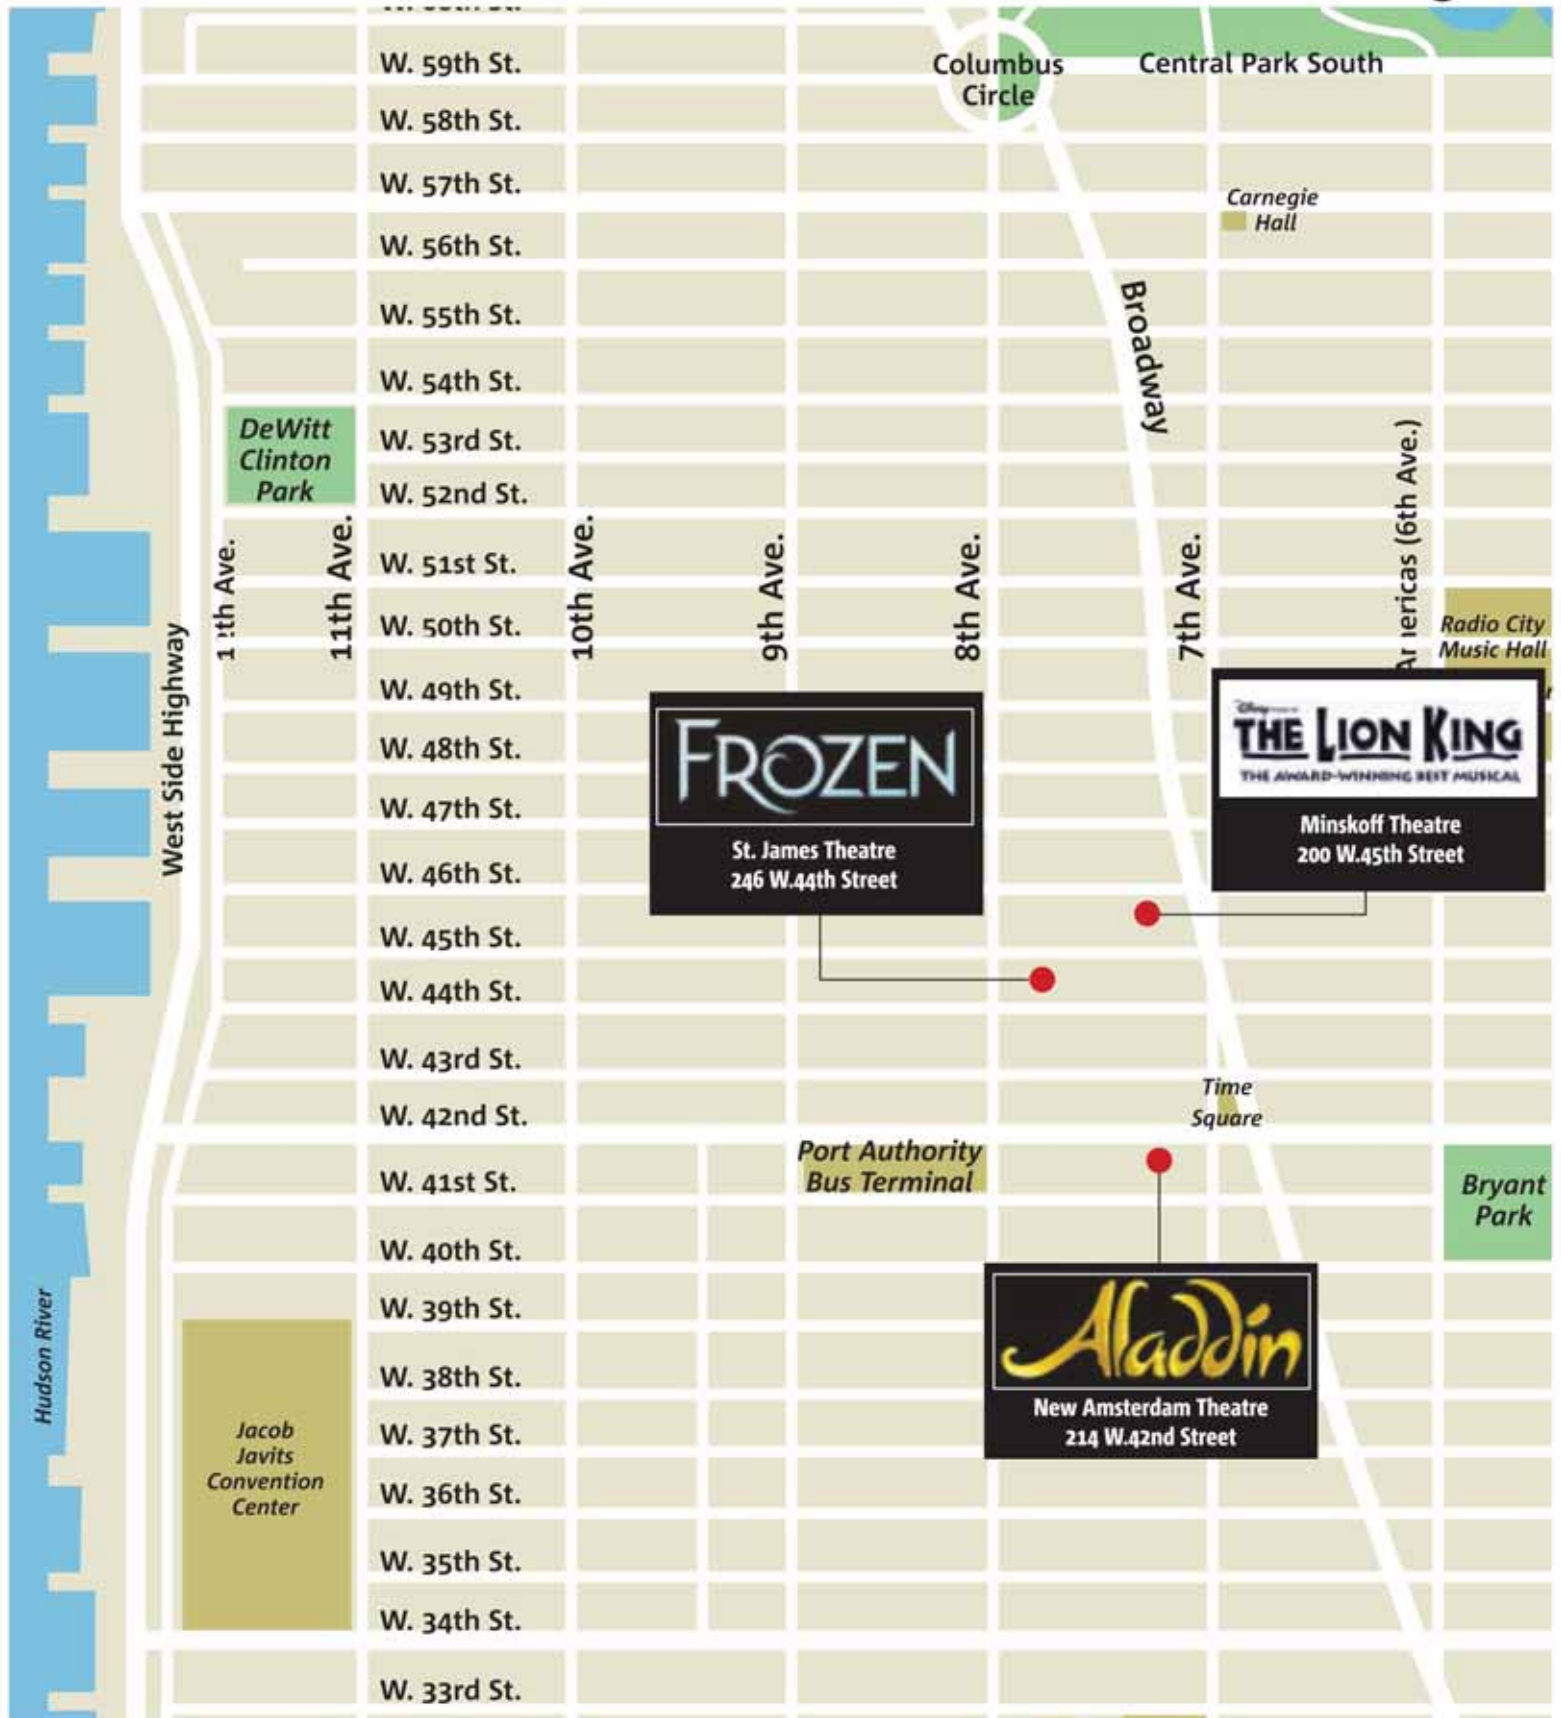 W. 59th St.
Columbus
Circle
Central Park South
W. 58th St.
W. 57th St.
Carnegie
Hall
W. 56th St.
Broadway
W. 55th St.
W. 54th St.
DeWitt
Clinton
Park
W. 53rd St.
W. 52nd St.
W. 51st St.
11th Ave.
10th Ave.
9th Ave.
8th Ave.
7th Ave.
(6th Ave.)
W. 50th St.
Radio City
Music Hall
West Side Highway
W. 49th St.
W. 48th St.
W. 47th St.
W. 46th St.
FROZEN
St. James Theatre
246 W.44th Street
Disney
THE LION KING
THE AWARD-WINNING BEST MUSICAL
Minskoff Theatre
200 W.45th Street
W. 45th St.
W. 44th St.
W. 43rd St.
Time
Square
W. 42nd St.
Port Authority
Bus Terminal
W. 41st St.
Bryant
Park
W. 40th St.
Hudson River
W. 39th St.
Aladdin
New Amsterdam Theatre
214 W.42nd Street
W. 38th St.
W. 37th St.
Jacob
Javits
Convention
Center
W. 36th St.
W. 35th St.
W. 34th St.
W. 33rd St.